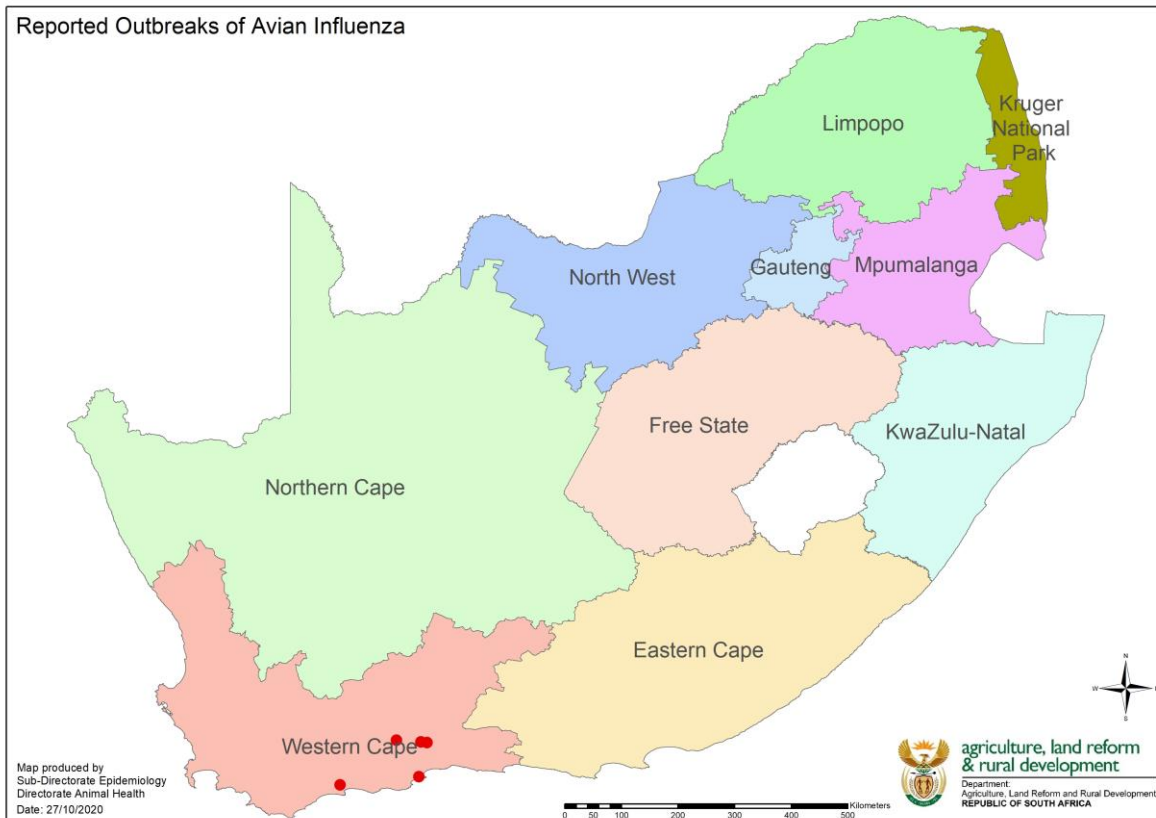 Reported Outbreaks of Avian Influenza
Limpopo
Kruger
National
Park
North West
Gauteng
Mpumalanga
Free State
KwaZulu-Natal
Northern Cape
Eastern Cape
Western Cape
N
W
E
S
Map produced by
Sub-Directorate Epidemiology
Directorate Animal Health
Date: 27/10/2020
Kilometers
0 50 100 200 300 400 500
agriculture, land reform
& rural development
Department:
Agriculture, Land Reform and Rural Development
REPUBLIC OF SOUTH AFRICA